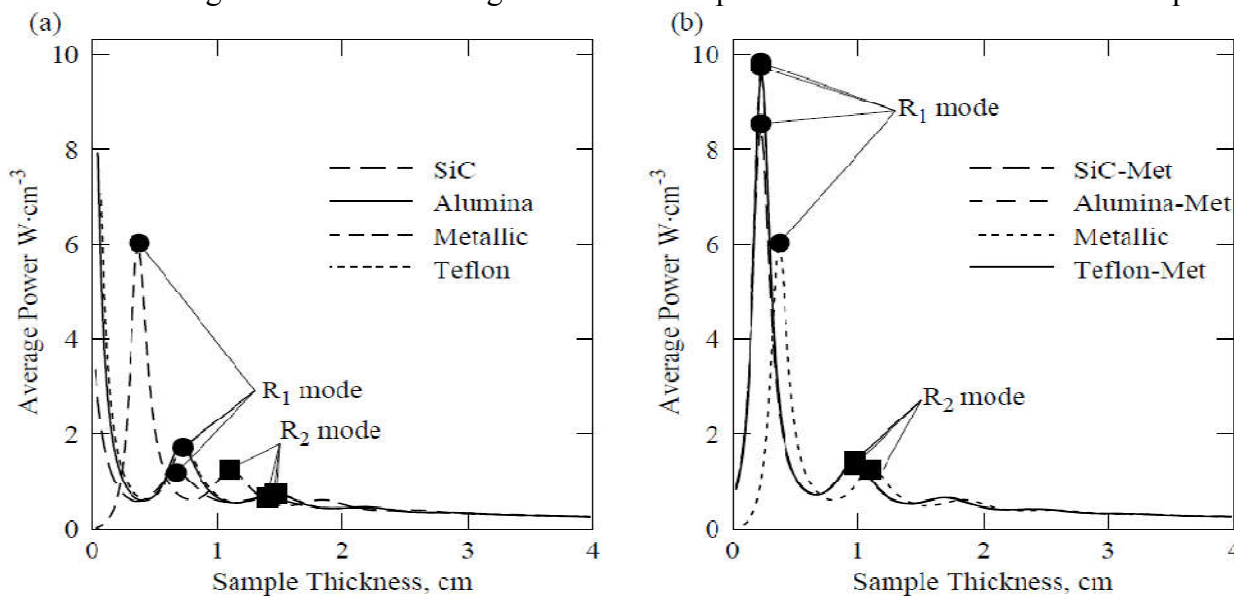 (a)
10
8
6
4
2
0
Average Power W·cm-3
SiC
Alumina
Metallic
Teflon
R1 mode
R2 mode
0 1 2 3 4
Sample Thickness, cm
(b)
10
8
6
4
2
0
Average Power W·cm-3
R1 mode
SiC-Met
Alumina-Met
Metallic
Teflon-Met
R2 mode
0 1 2 3 4
Sample Thickness, cm